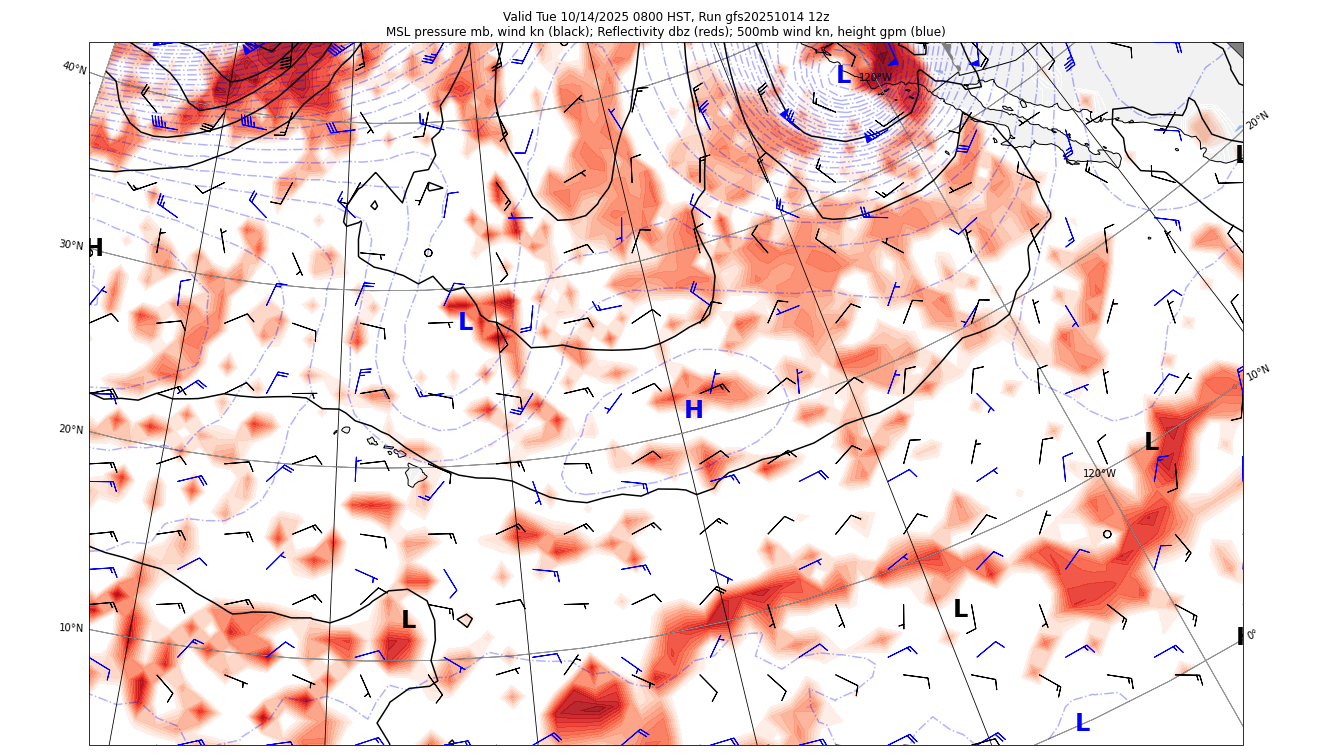 Valid Tue 10/14/2025 0800 HST, Run gfs20251014 12z
MSL pressure mb, wind kn (black); Reflectivity dbz (reds); 500mb wind kn, height gpm (blue)
40°N
L
120°W
20°N
L
H
30°N
L
10°N
H
20°N
L
120°W
10°N
L
L
0°
L